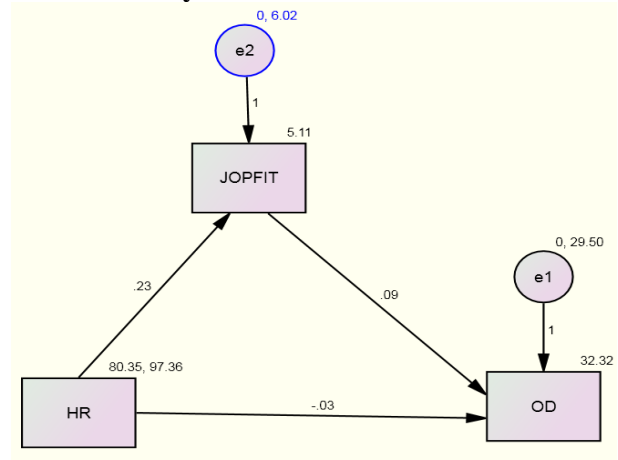 0, 6.02
e2
1
5.11
JOPFIT
0, 29.50
e1
.23
.09
1
80.35, 97.36
32.32
HR
-.03
OD